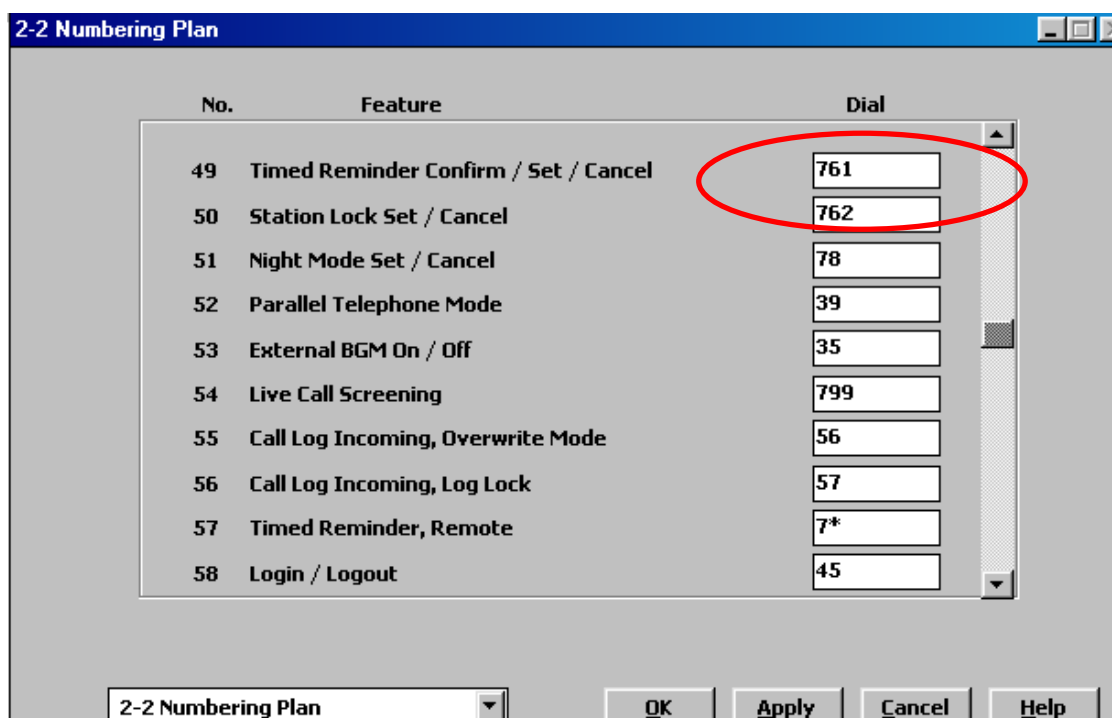 2-2 Numbering Plan
No. Feature Dial
49 Timed Reminder Confirm / Set / Cancel 761
50 Station Lock Set / Cancel 762
51 Night Mode Set / Cancel 78
52 Parallel Telephone Mode 39
53 External BGM On / Off 35
54 Live Call Screening 799
55 Call Log Incoming, Overwrite Mode 56
56 Call Log Incoming, Log Lock 57
57 Timed Reminder, Remote 7*
58 Login / Logout 45
2-2 Numbering Plan OK Apply Cancel Help